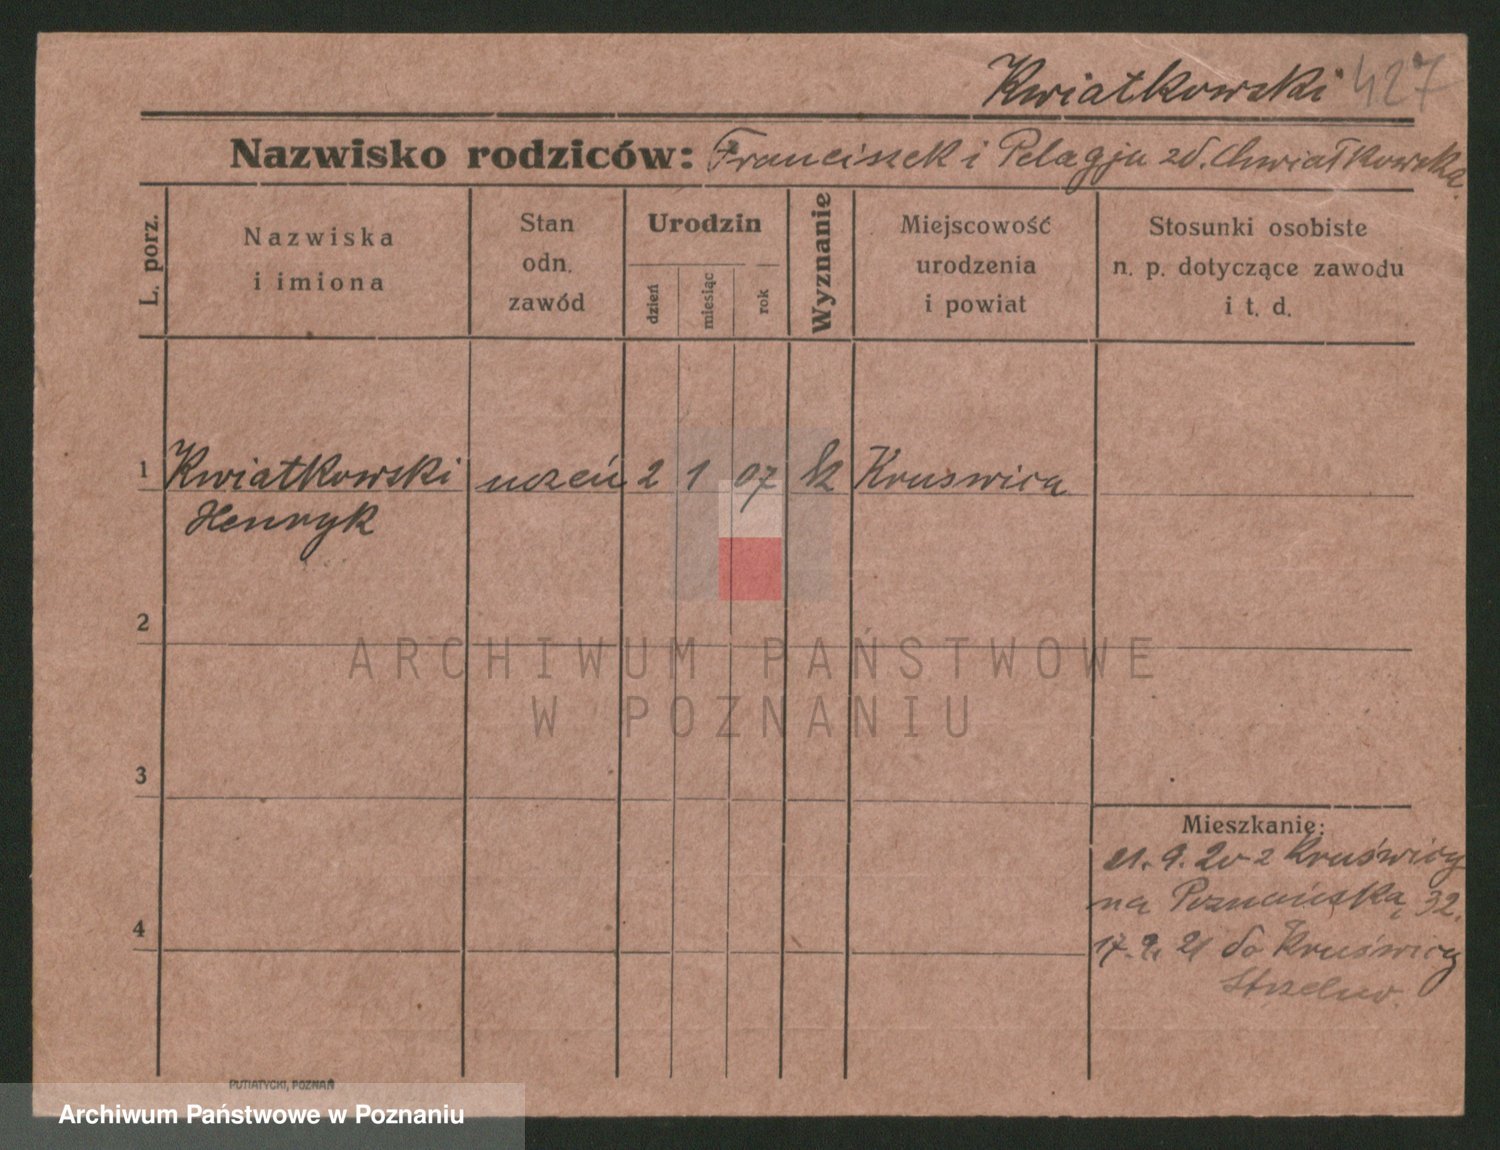 Kwiatkowski 427
Nazwisko rodziców: Franciszek i Pelagja zd. Chwiatkowska
L. porz.
Nazwiska
i imiona
Stan
odn.
zawód
Urodzin
dzień
miesiąc
rok
Wyznanie
Miejscowość
urodzenia
i powiat
Stosunki osobiste
n. p. dotyczące zawodu
i t. d.
1 Kwiatkowski uczeń 2 1 07 k Kruswica
Henryk
2
ARCHIWUM PAŃSTWOWE
W POZNANIU
3
Mieszkanie:
21. 9. 20 z Kruświcy
na Poznańską 32.
4
17. 21 do Kruświcy
Strzelno.
PUTIATYCKI, POZNAŃ
Archiwum Państwowe w Poznaniu